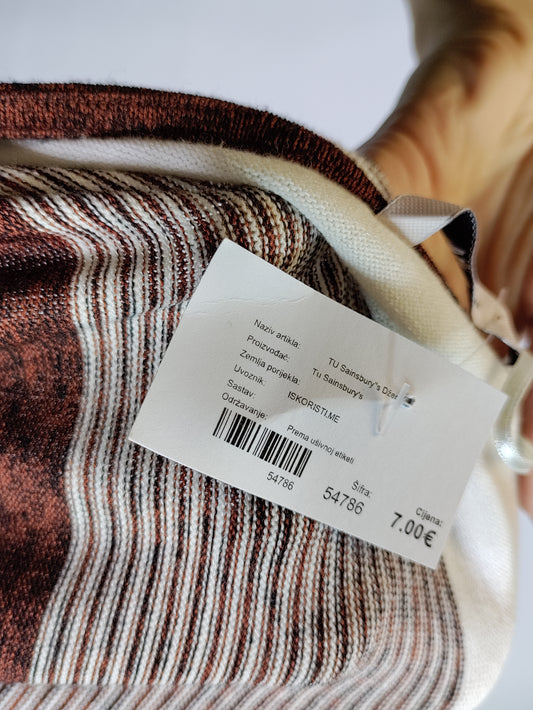 Naziv artikla: TU Sainsbury's Džem
Proizvođač: Tu Sainsbury's
Zemlja porijekla:
Uvoznik: ISKORISTI.ME
Sastav:
Održavanje: Prema ušivnoj etiketi
54786
Šifra:
54786
Cijena:
7.00€